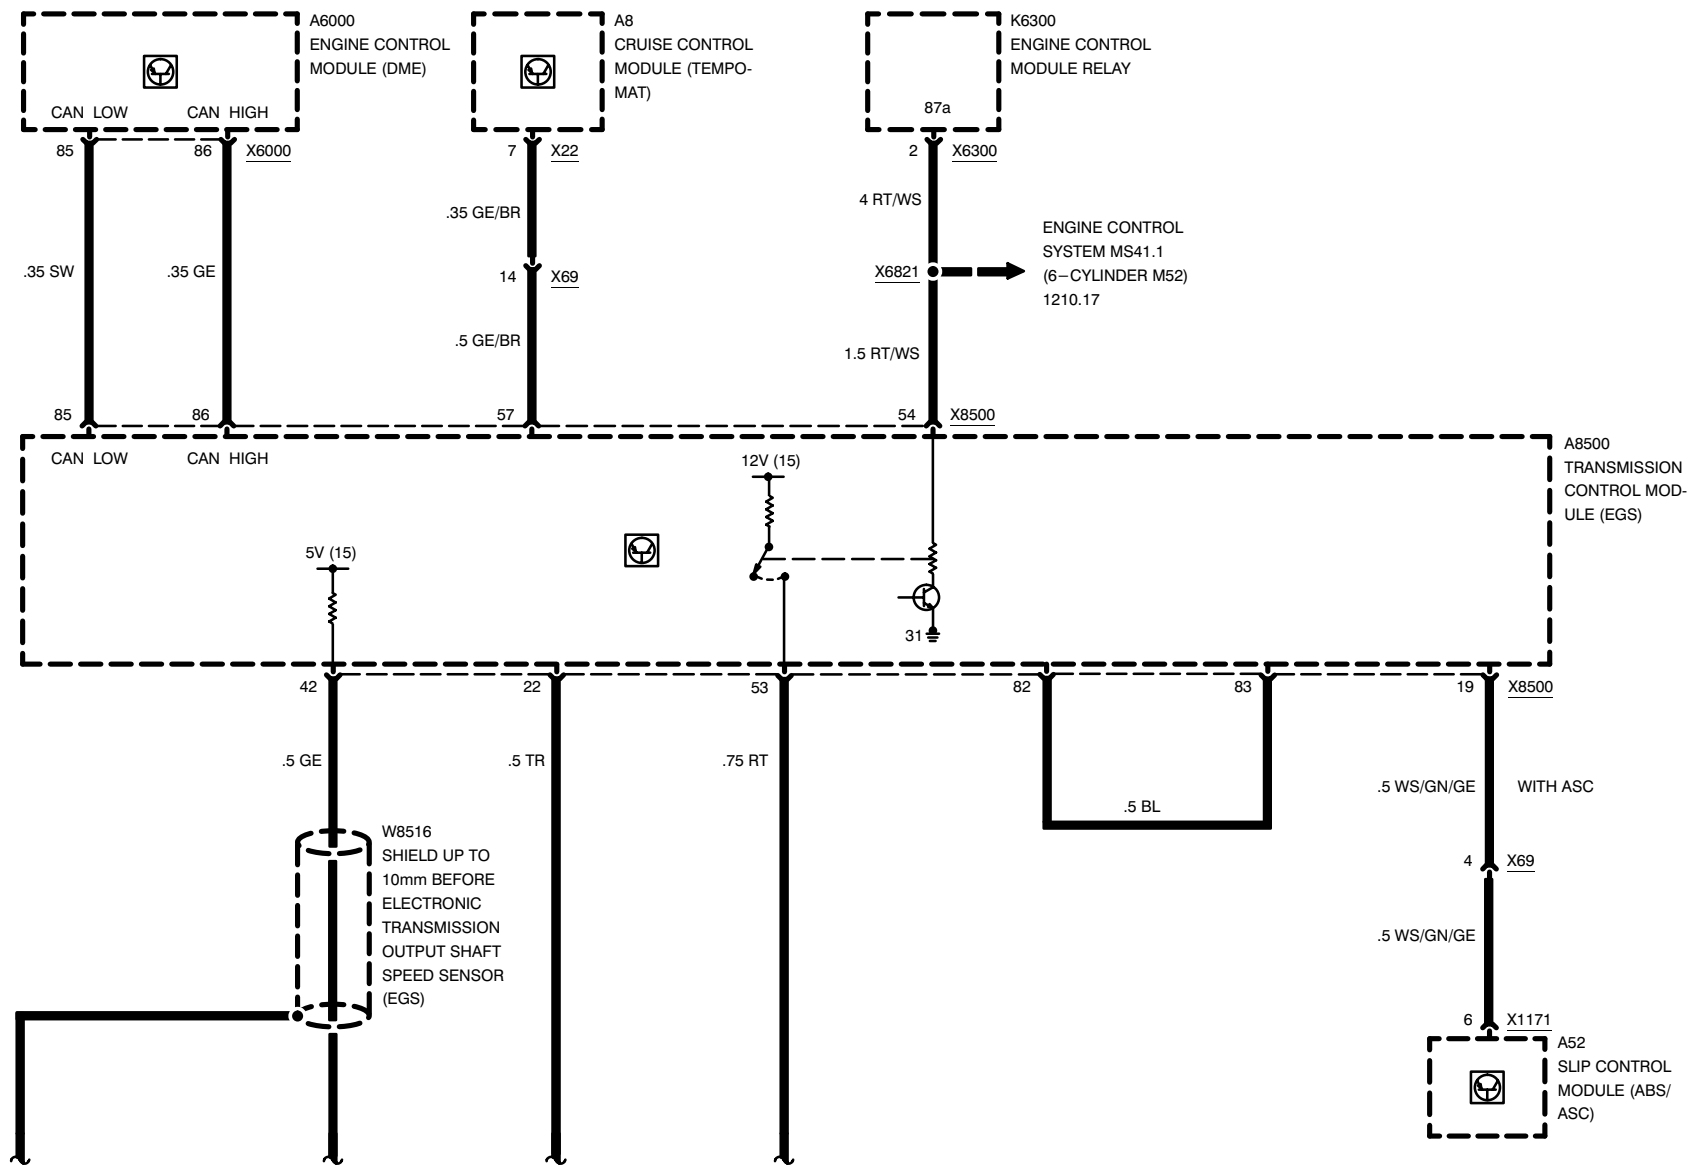 A6000
ENGINE CONTROL
MODULE (DME)
CAN LOW
CAN HIGH
A8
CRUISE CONTROL
MODULE (TEMPO-
MAT)
K6300
ENGINE CONTROL
MODULE RELAY
87a
85
86
X6000
7
X22
2
X6300
.35 SW
.35 GE
.35 GE/BR
14
X69
.5 GE/BR
4 RT/WS
X6821
ENGINE CONTROL
SYSTEM MS41.1
(6−CYLINDER M52)
1210.17
1.5 RT/WS
85
86
57
54
X8500
CAN LOW
CAN HIGH
A8500
TRANSMISSION
CONTROL MOD-
ULE (EGS)
12V (15)
5V (15)
31
42
22
53
82
83
19
X8500
.5 GE
.5 TR
.75 RT
.5 BL
.5 WS/GN/GE
WITH ASC
W8516
SHIELD UP TO
10mm BEFORE
ELECTRONIC
TRANSMISSION
OUTPUT SHAFT
SPEED SENSOR
(EGS)
4
X69
.5 WS/GN/GE
6
X1171
A52
SLIP CONTROL
MODULE (ABS/
ASC)